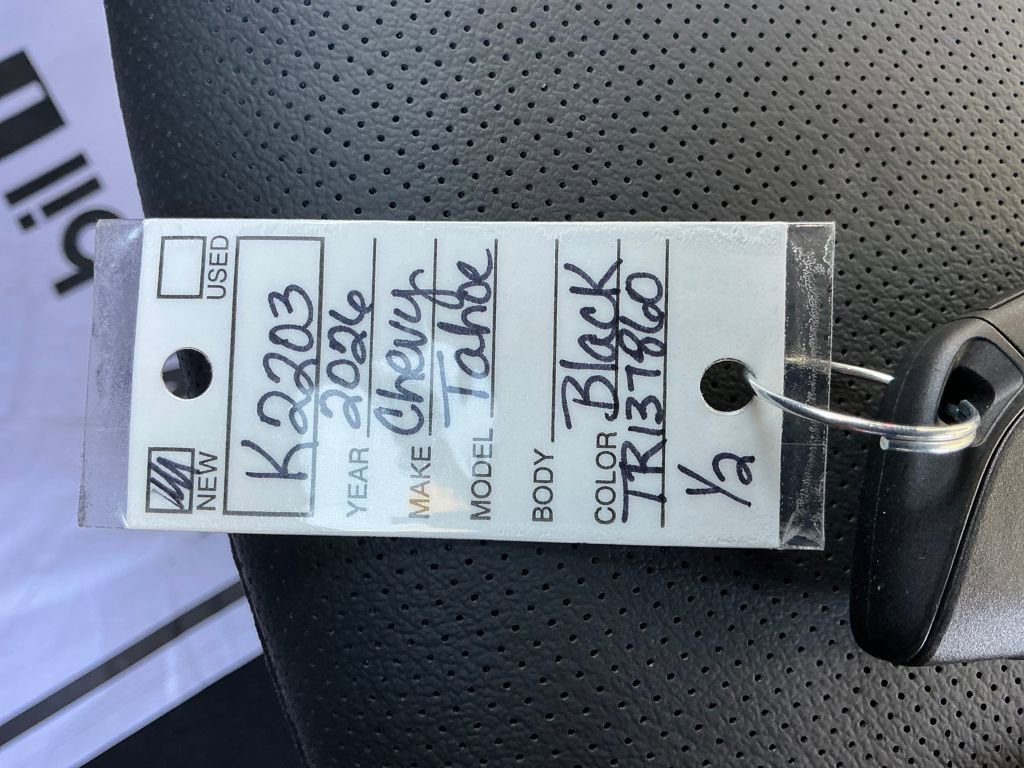 NEW USED
K2203
YEAR 2026
MAKE Chevy
MODEL Tahoe
BODY
COLOR Black
TR137860
1/2